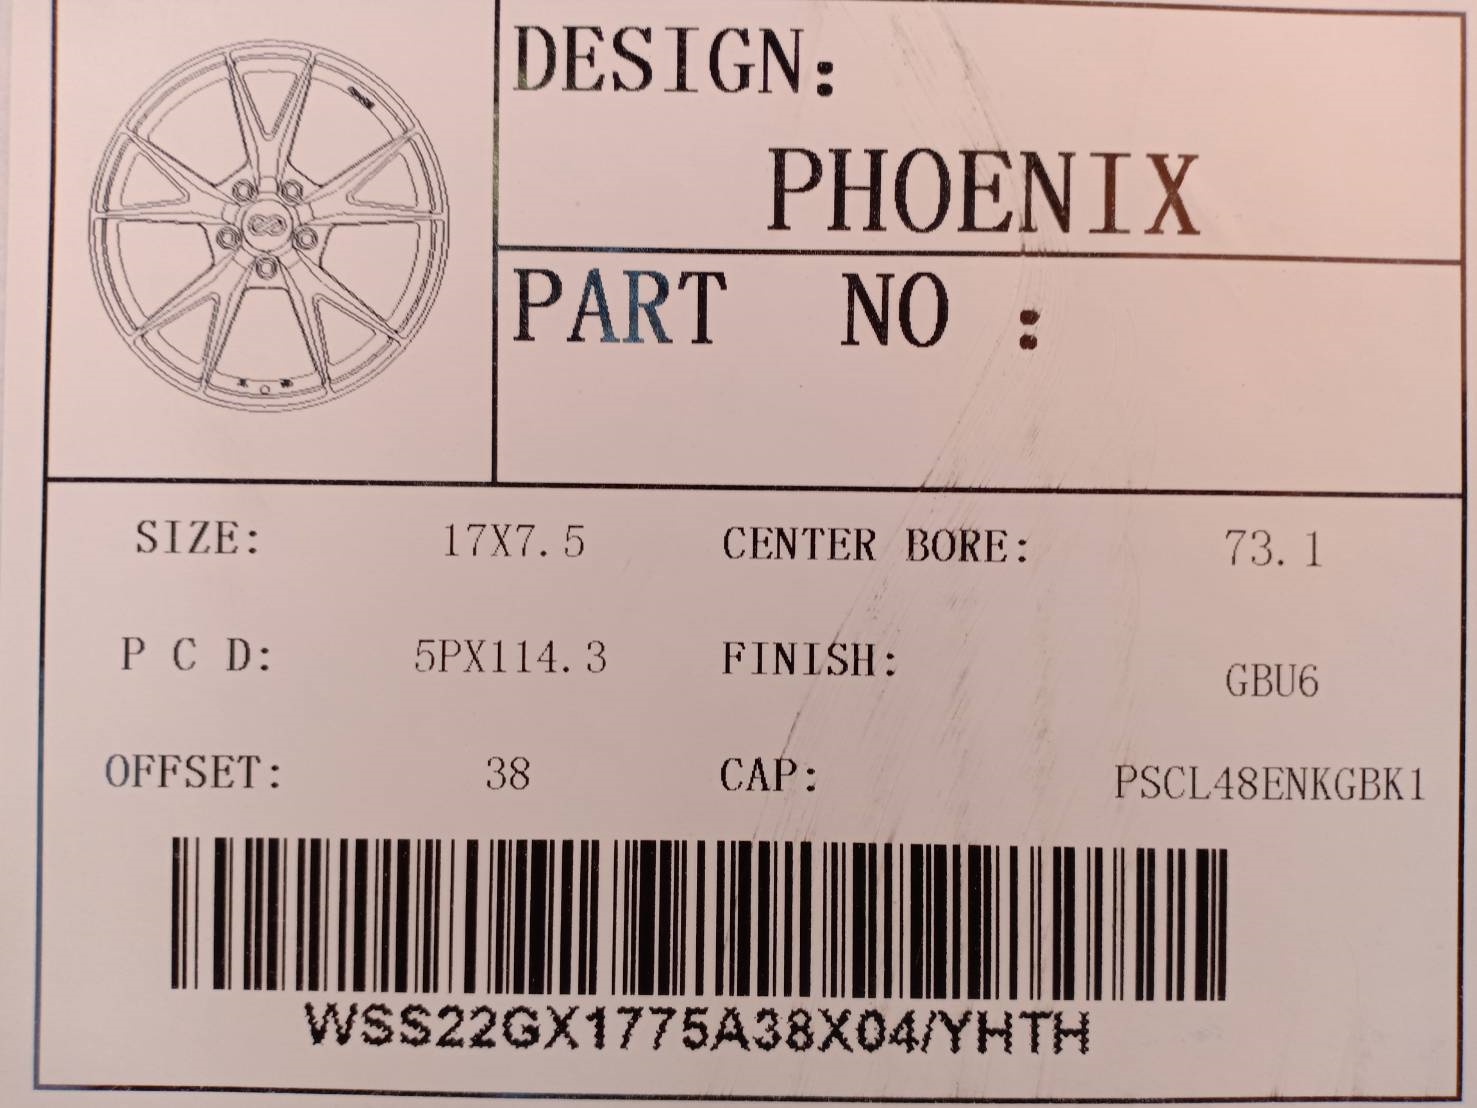 DESIGN:
PHOENIX
PART NO :
SIZE: 17X7.5 CENTER BORE: 73.1
P C D: 5PX114.3 FINISH: GBU6
OFFSET: 38 CAP: PSCL48ENKGBK1
WSS22GX1775A38X04/YHTH